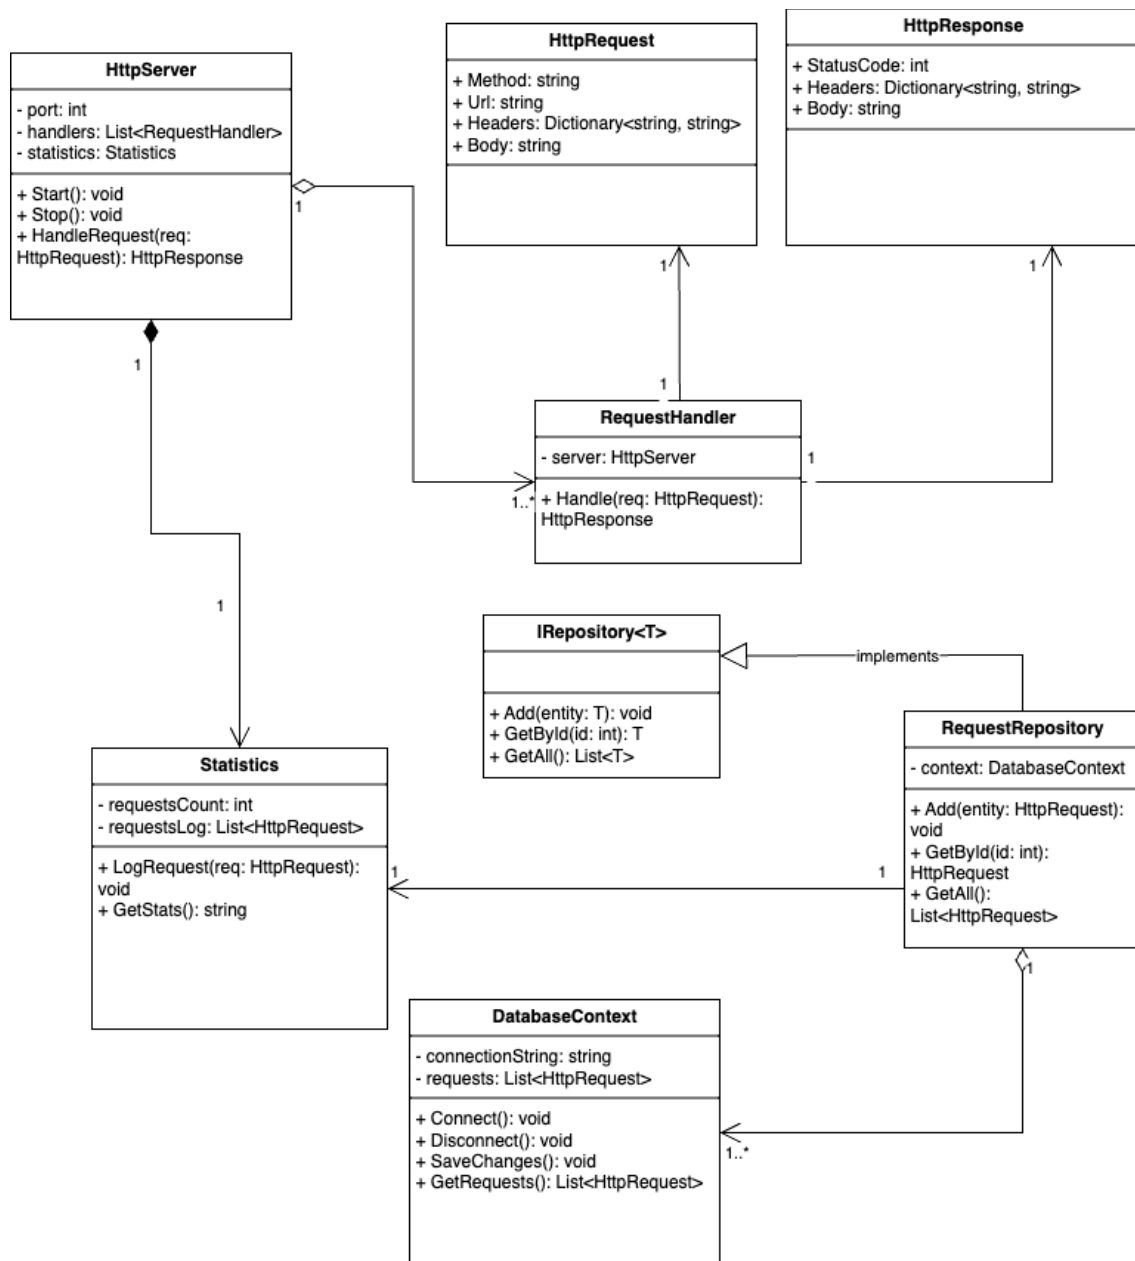 HttpServer
- port: int
- handlers: List<RequestHandler>
- statistics: Statistics
+ Start(): void
+ Stop(): void
+ HandleRequest(req:
HttpRequest): HttpResponse
1
1
HttpRequest
+ Method: string
+ Url: string
+ Headers: Dictionary<string, string>
+ Body: string
1
HttpResponse
+ StatusCode: int
+ Headers: Dictionary<string, string>
+ Body: string
1
1
RequestHandler
- server: HttpServer
+ Handle(req: HttpRequest):
HttpResponse
1
1..*
1
IRepository<T>
+ Add(entity: T): void
+ GetById(id: int): T
+ GetAll(): List<T>
implements
RequestRepository
- context: DatabaseContext
+ Add(entity: HttpRequest):
void
+ GetById(id: int):
HttpRequest
+ GetAll():
List<HttpRequest>
1
1
Statistics
- requestsCount: int
- requestsLog: List<HttpRequest>
+ LogRequest(req: HttpRequest):
void
+ GetStats(): string
1
DatabaseContext
- connectionString: string
- requests: List<HttpRequest>
+ Connect(): void
+ Disconnect(): void
+ SaveChanges(): void
+ GetRequests(): List<HttpRequest>
1..*